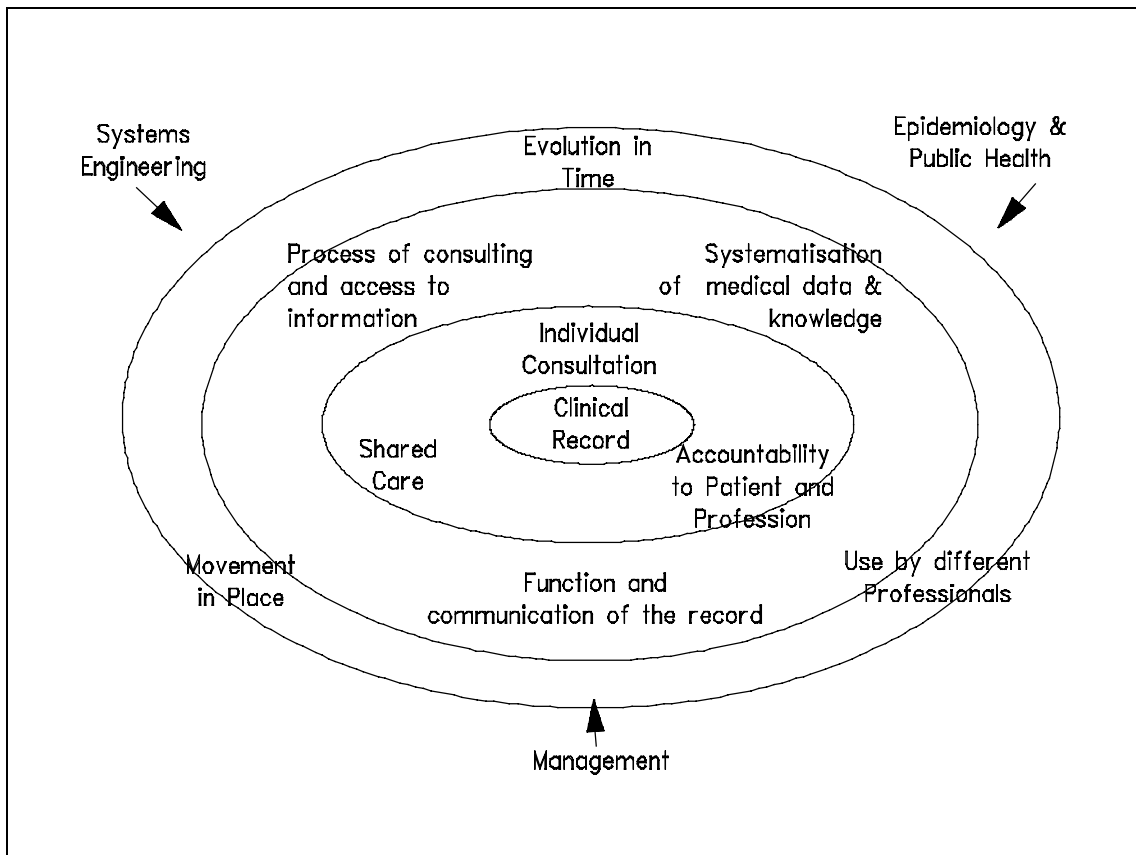 Systems
Engineering
Epidemiology &
Public Health
Evolution in
Time
Process of consulting
and access to
information
Systematisation
of medical data &
knowledge
Individual
Consultation
Clinical
Record
Shared
Care
Accountability
to Patient and
Profession
Movement
in Place
Function and
communication of the record
Use by different
Professionals
Management